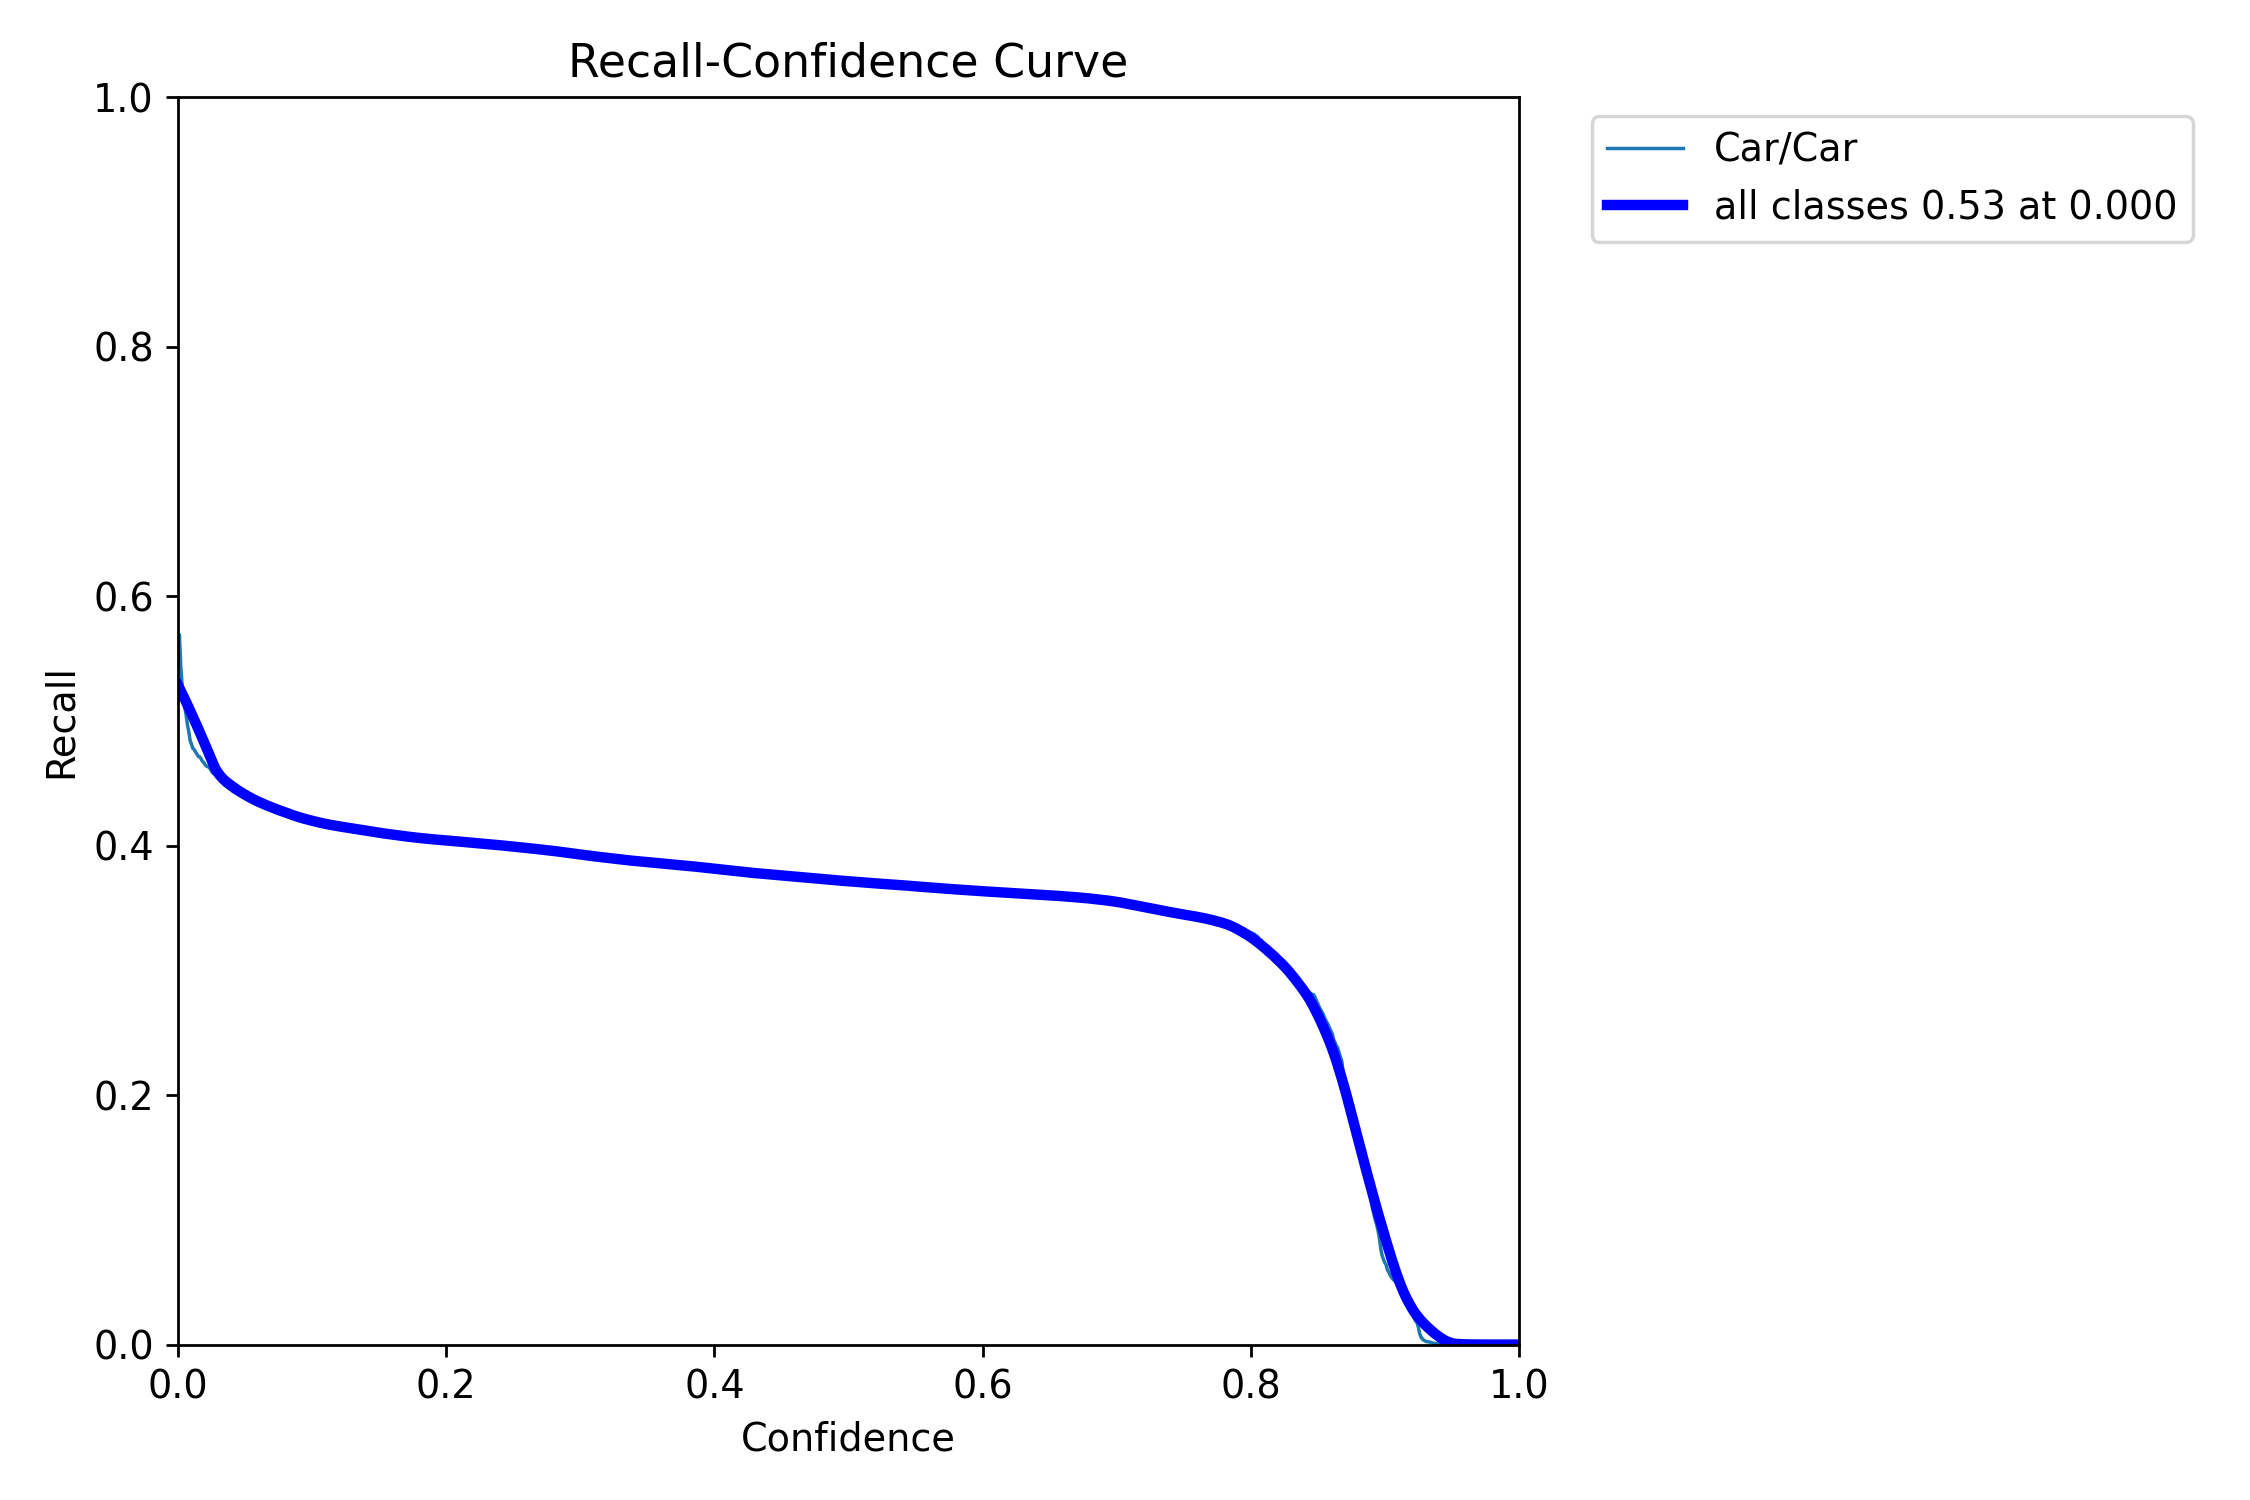 Recall-Confidence Curve
Car/Car
all classes 0.53 at 0.000
1.0
0.8
0.6
0.4
0.2
0.0
Recall
0.0 0.2 0.4 0.6 0.8 1.0
Confidence